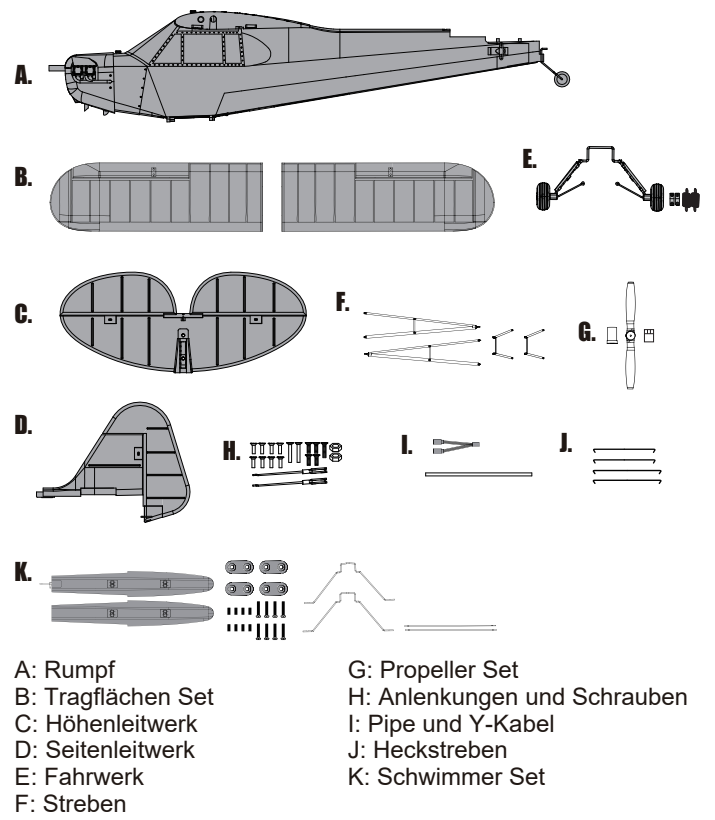 A.
B.
E.
C.
F.
G.
D.
H.
I.
J.
K.
A: Rumpf
B: Tragflächen Set
C: Höhenleitwerk
D: Seitenleitwerk
E: Fahrwerk
F: Streben
G: Propeller Set
H: Anlenkungen und Schrauben
I: Pipe und Y-Kabel
J: Heckstreben
K: Schwimmer Set